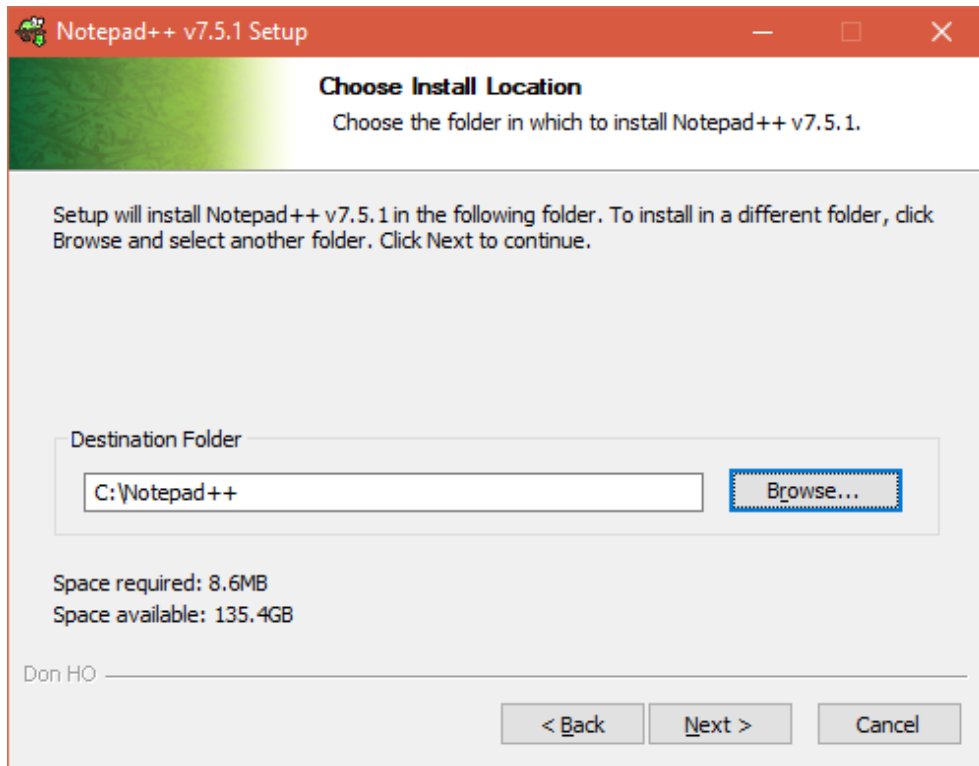 Notepad++ v7.5.1 Setup
Choose Install Location
Choose the folder in which to install Notepad++ v7.5.1.
Setup will install Notepad++ v7.5.1 in the following folder. To install in a different folder, click
Browse and select another folder. Click Next to continue.
Destination Folder
C:\Notepad++
Browse...
Space required: 8.6MB
Space available: 135.4GB
Don HO
< Back
Next >
Cancel